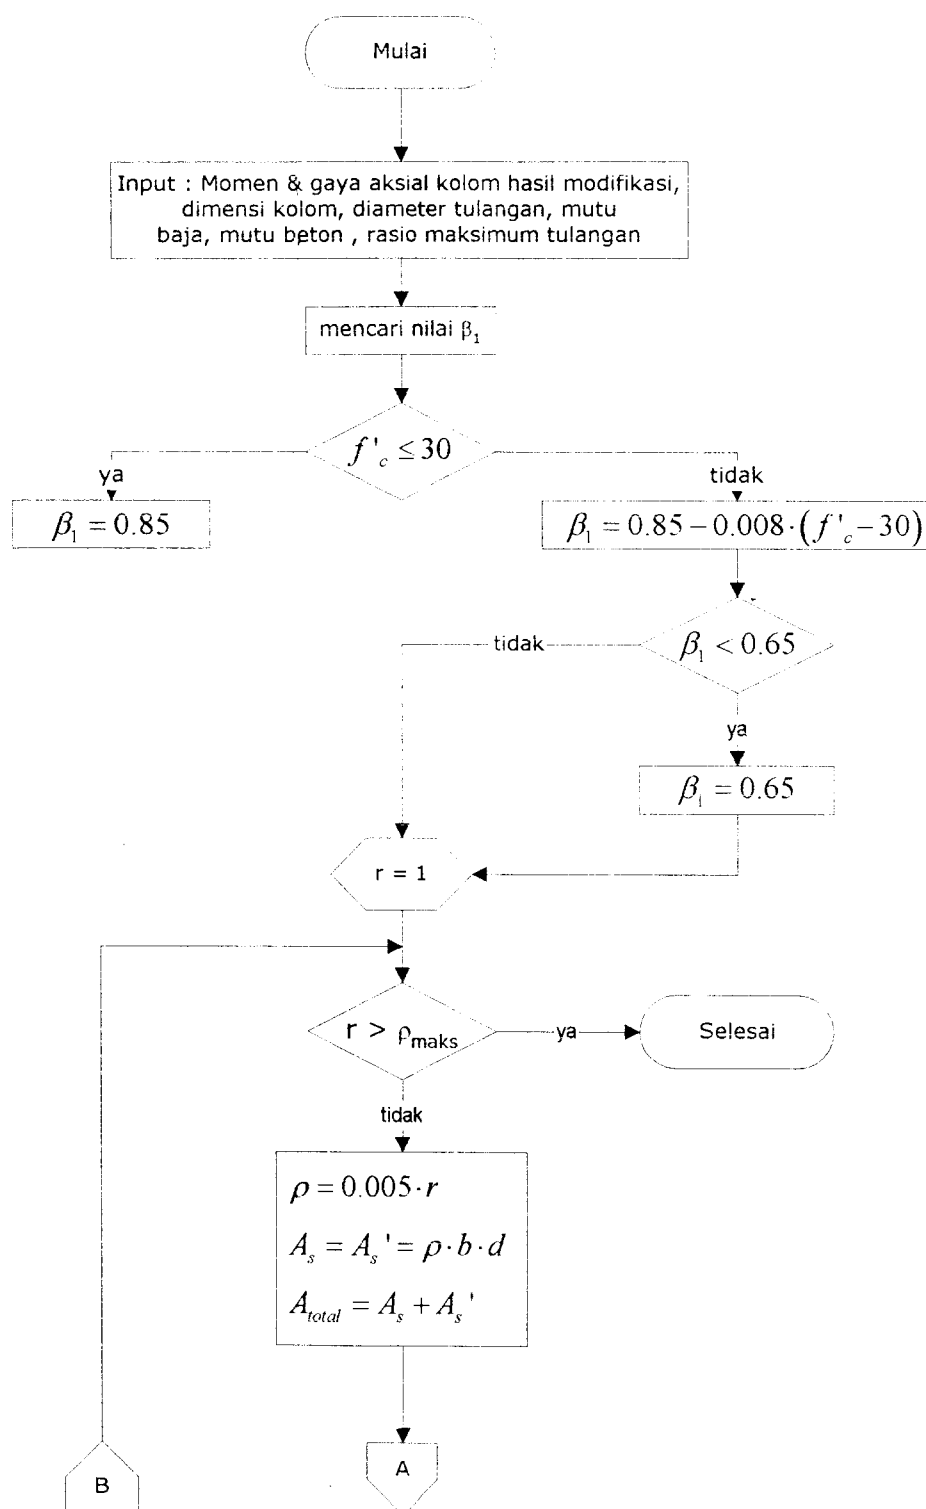 Mulai
Input : Momen & gaya aksial kolom hasil modifikasi,
dimensi kolom, diameter tulangan, mutu
baja, mutu beton , rasio maksimum tulangan
mencari nilai β₁
f'c ≤ 30
ya
tidak
β₁ = 0.85
β₁ = 0.85 − 0.008 · (f'c − 30)
tidak
β₁ < 0.65
ya
β₁ = 0.65
r = 1
r > ρmaks
ya
Selesai
tidak
ρ = 0.005 · r
As = As' = ρ · b · d
Atotal = As + As'
B
A